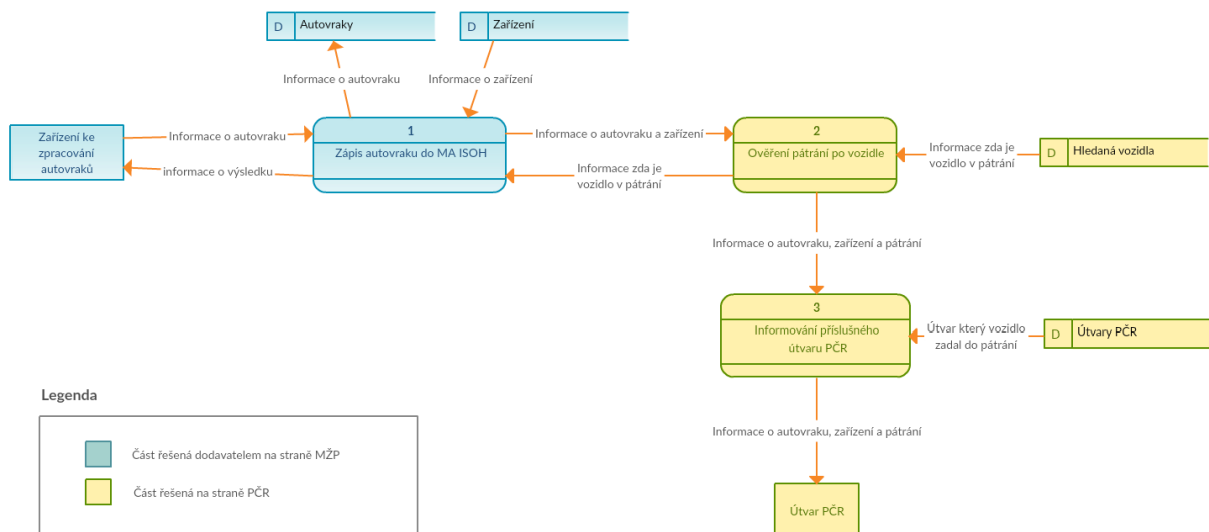 D Autovraky
D Zařízení
Informace o autovraku
Informace o zařízení
Zařízení ke
zpracování
autovraků
Informace o autovraku
informace o výsledku
1
Zápis autovraku do MA ISOH
Informace o autovraku a zařízení
Informace zda je
vozidlo v pátrání
2
Ověření pátrání po vozidle
Informace zda je
vozidlo v pátrání
D Hledaná vozidla
Informace o autovraku, zařízení a pátrání
3
Informování příslušného
útvaru PČR
Útvar který vozidlo
zadal do pátrání
D Útvary PČR
Informace o autovraku, zařízení a pátrání
Útvar PČR
Legenda
Část řešená dodavatelem na straně MŽP
Část řešená na straně PČR